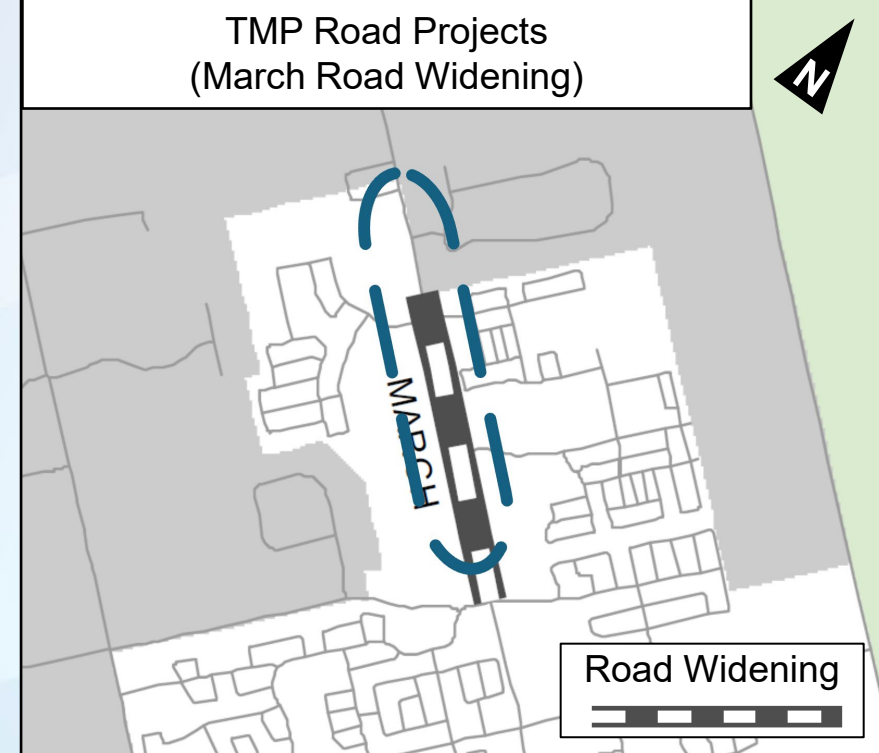 TMP Road Projects
(March Road Widening)
N
MARCH
Road Widening